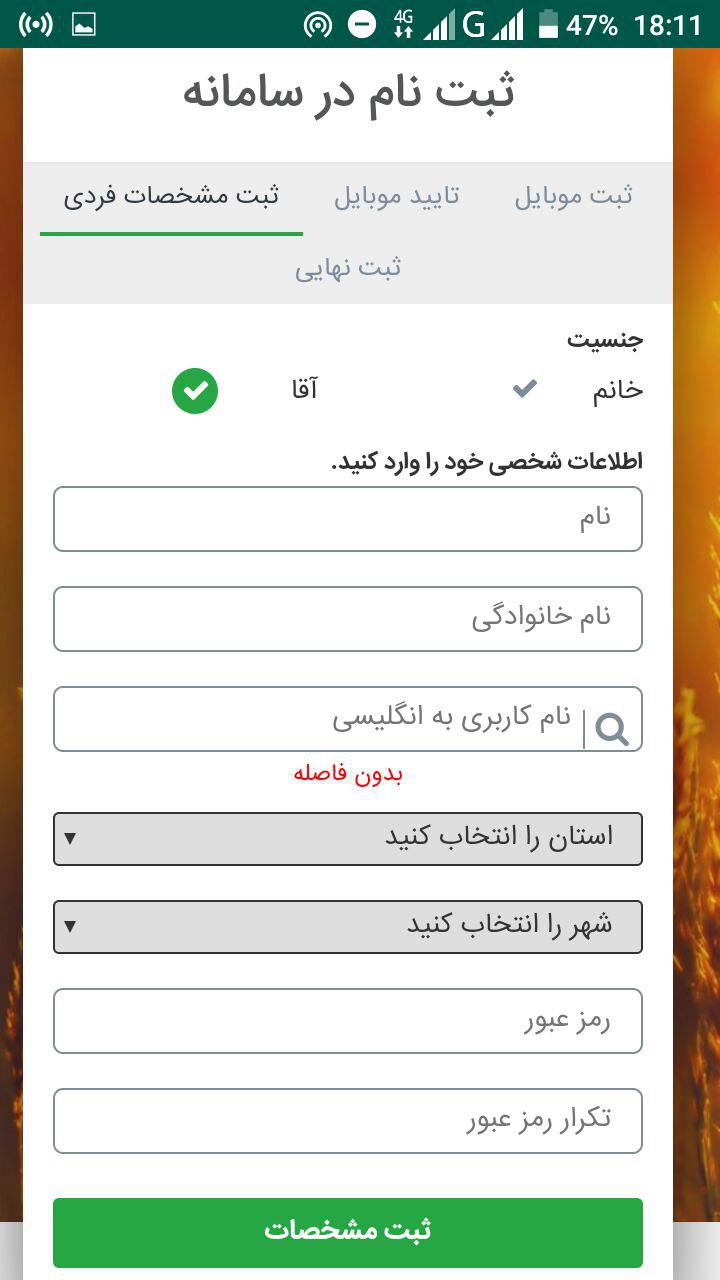 4G G 47% 18:11
ثبت نام در سامانه
ثبت موبایل تایید موبایل ثبت مشخصات فردی
ثبت نهایی
جنسیت
خانم آقا
اطلاعات شخصی خود را وارد کنید.
نام
نام خانوادگی
نام کاربری به انگلیسی
بدون فاصله
استان را انتخاب کنید
شهر را انتخاب کنید
رمز عبور
تکرار رمز عبور
ثبت مشخصات